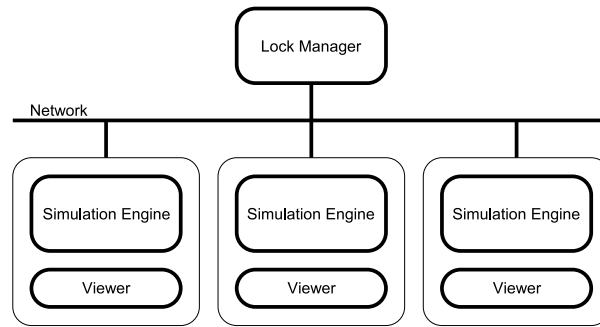 Lock Manager
Network
Simulation Engine
Simulation Engine
Simulation Engine
Viewer
Viewer
Viewer